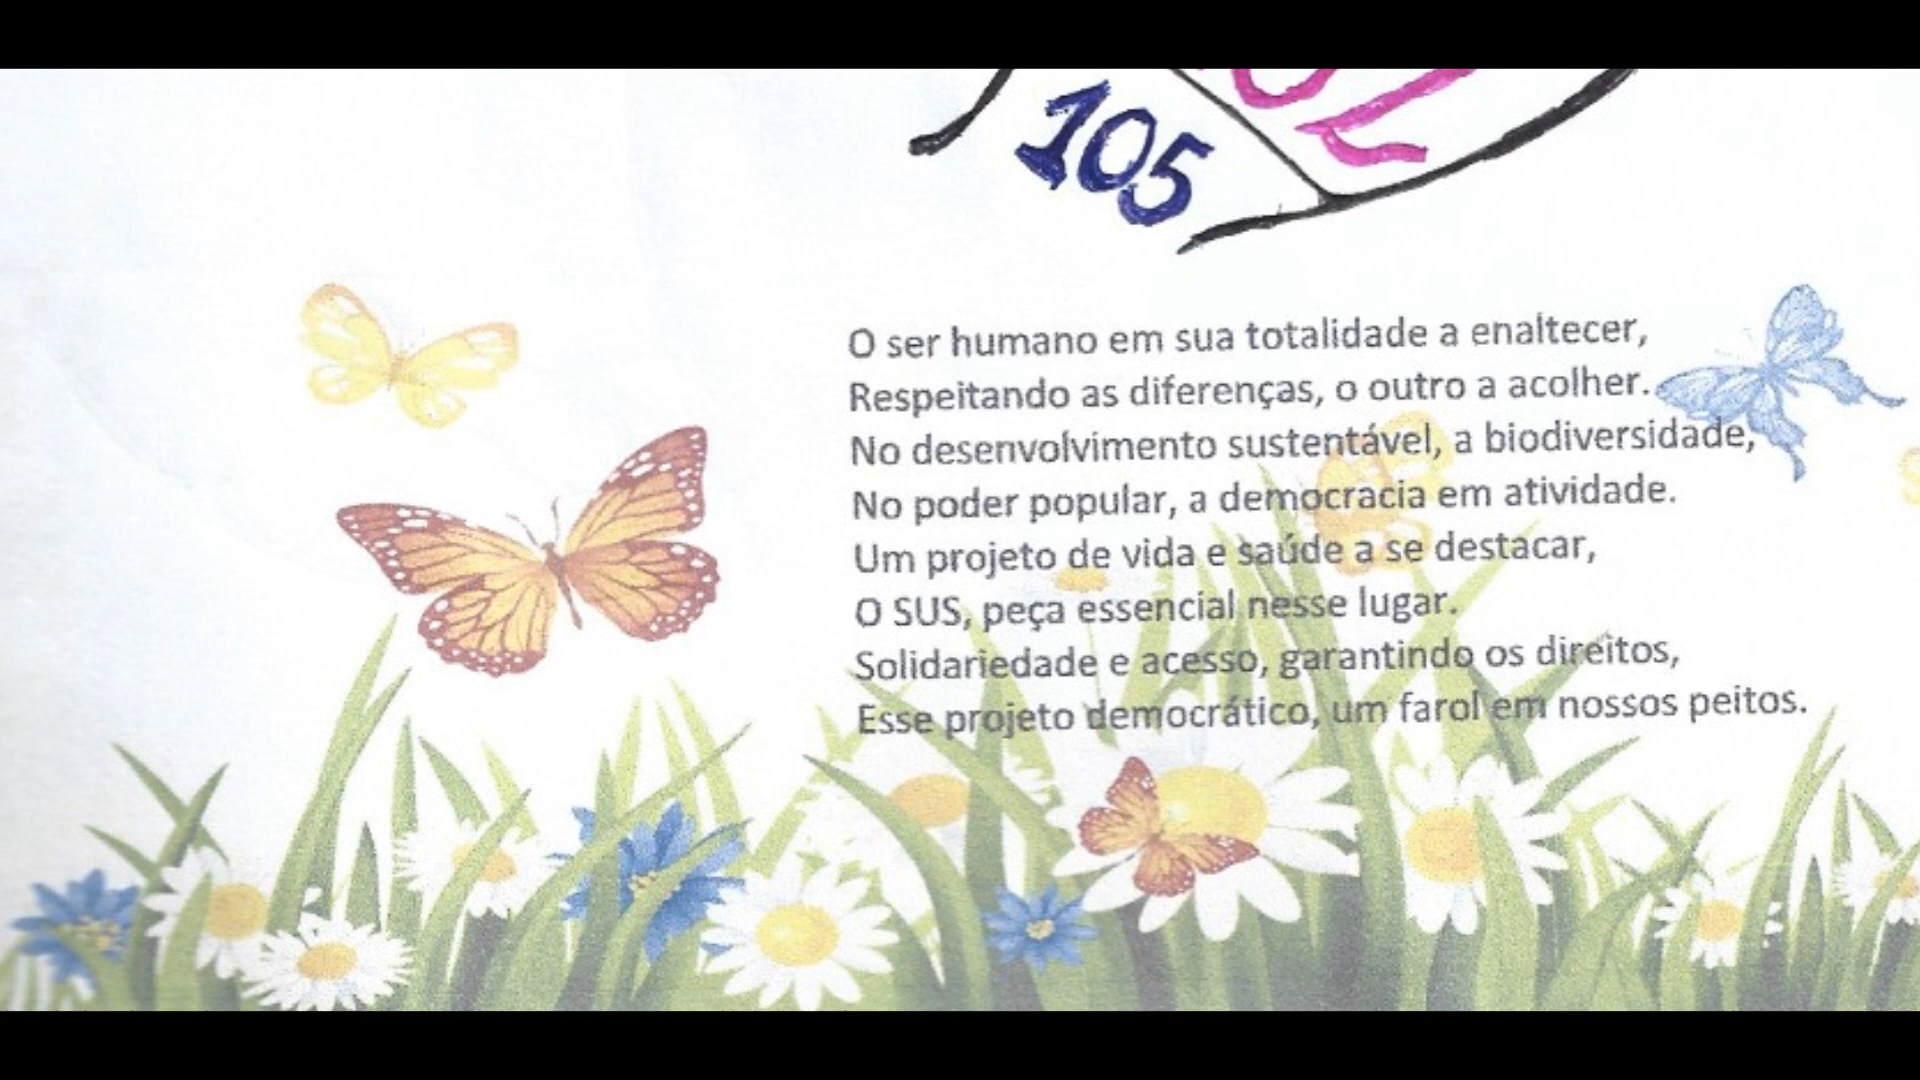 105
O ser humano em sua totalidade a enaltecer,
Respeitando as diferenças, o outro a acolher.
No desenvolvimento sustentável, a biodiversidade,
No poder popular, a democracia em atividade.
Um projeto de vida e saúde a se destacar,
O SUS, peça essencial nesse lugar.
Solidariedade e acesso, garantindo os direitos,
Esse projeto democrático, um farol em nossos peitos.